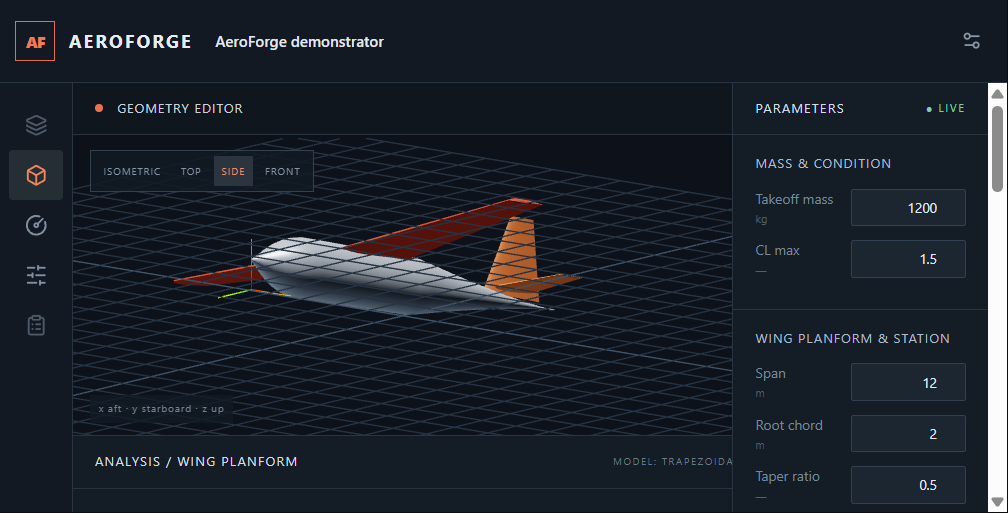 AF AEROFORGE AeroForge demonstrator
GEOMETRY EDITOR
ISOMETRIC TOP SIDE FRONT
x aft · y starboard · z up
ANALYSIS / WING PLANFORM
MODEL: TRAPEZOIDA
PARAMETERS
LIVE
MASS & CONDITION
Takeoff mass
kg
1200
CL max
—
1.5
WING PLANFORM & STATION
Span
m
12
Root chord
m
2
Taper ratio
—
0.5